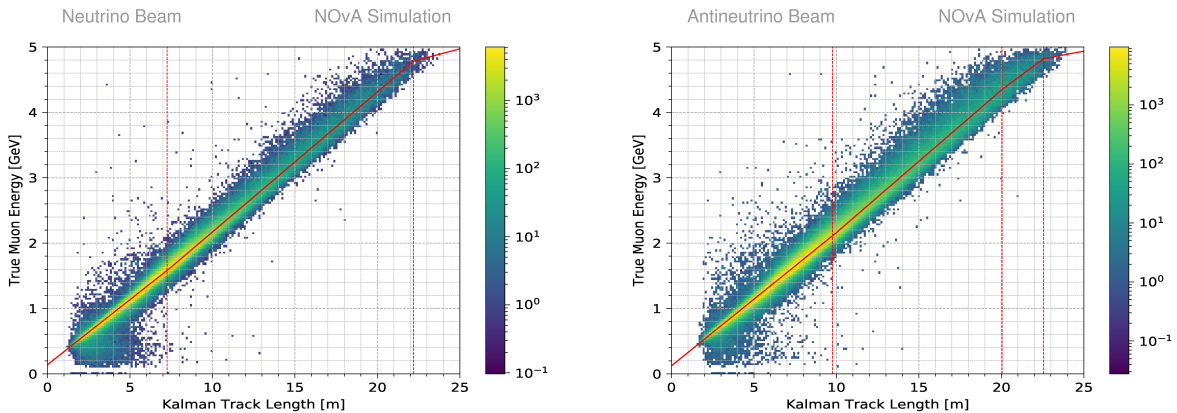 Neutrino Beam NOvA Simulation
5
4
3
2
1
0
True Muon Energy [GeV]
0 5 10 15 20 25
Kalman Track Length [m]
10³
10²
10¹
10⁰
10⁻¹
Antineutrino Beam NOvA Simulation
5
4
3
2
1
0
True Muon Energy [GeV]
0 5 10 15 20 25
Kalman Track Length [m]
10³
10²
10¹
10⁰
10⁻¹